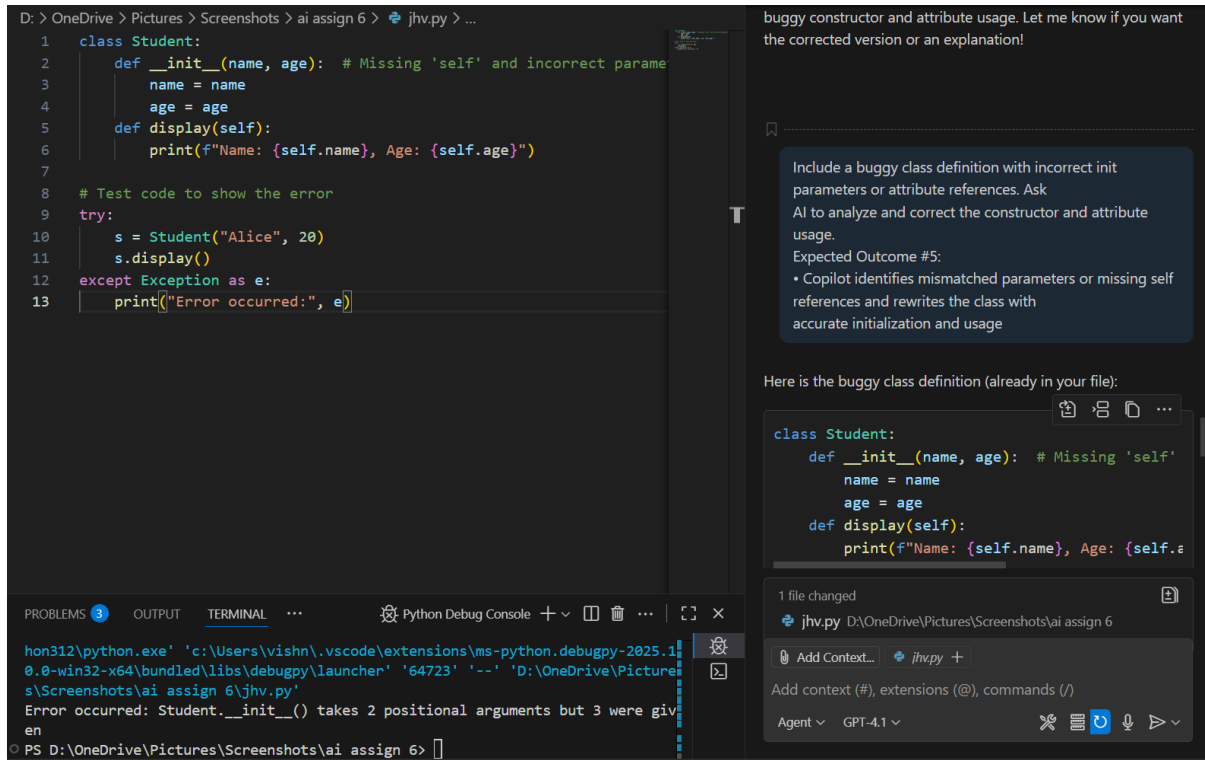 D: > OneDrive > Pictures > Screenshots > ai assign 6 > jhv.py > ...
1 class Student:
2     def __init__(name, age):  # Missing 'self' and incorrect parame
3         name = name
4         age = age
5     def display(self):
6         print(f"Name: {self.name}, Age: {self.age}")
7
8 # Test code to show the error
9 try:
10     s = Student("Alice", 20)
11     s.display()
12 except Exception as e:
13     print("Error occurred:", e)
PROBLEMS 3 OUTPUT TERMINAL ... Python Debug Console
hon312\python.exe' 'c:\Users\vishn\.vscode\extensions\ms-python.debugpy-2025.1
0.0-win32-x64\bundled\libs\debugpy\launcher' '64723' '--' 'D:\OneDrive\Picture
s\Screenshots\ai assign 6\jhv.py'
Error occurred: Student.__init__() takes 2 positional arguments but 3 were giv
en
PS D:\OneDrive\Pictures\Screenshots\ai assign 6>
buggy constructor and attribute usage. Let me know if you want
the corrected version or an explanation!
Include a buggy class definition with incorrect init
parameters or attribute references. Ask
AI to analyze and correct the constructor and attribute
usage.
Expected Outcome #5:
• Copilot identifies mismatched parameters or missing self
references and rewrites the class with
accurate initialization and usage
Here is the buggy class definition (already in your file):
class Student:
    def __init__(name, age):  # Missing 'self'
        name = name
        age = age
    def display(self):
        print(f"Name: {self.name}, Age: {self.a
1 file changed
jhv.py D:\OneDrive\Pictures\Screenshots\ai assign 6
Add Context... jhv.py +
Add context (#), extensions (@), commands (/)
Agent GPT-4.1